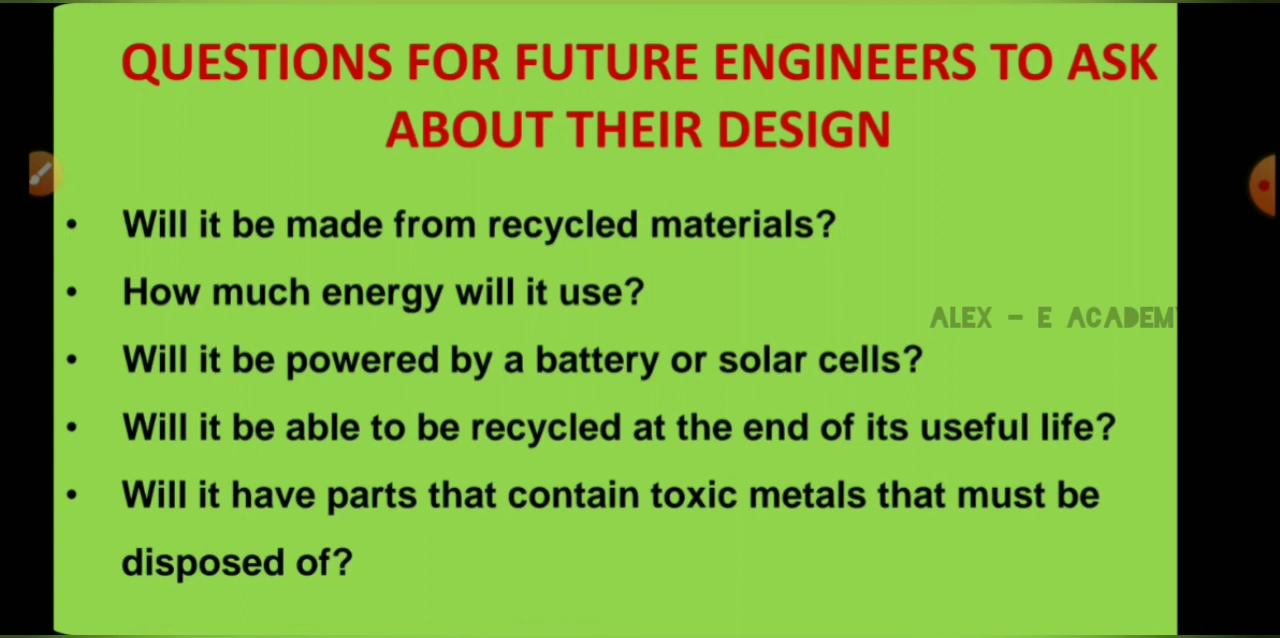 QUESTIONS FOR FUTURE ENGINEERS TO ASK
ABOUT THEIR DESIGN
• Will it be made from recycled materials?
• How much energy will it use?
ALEX - E ACADEMY
• Will it be powered by a battery or solar cells?
• Will it be able to be recycled at the end of its useful life?
• Will it have parts that contain toxic metals that must be
disposed of?